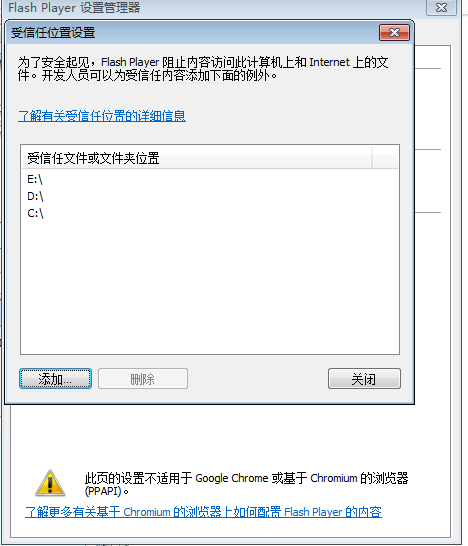 Flash Player 设置管理器
受信任位置设置
为了安全起见，Flash Player 阻止内容访问此计算机上和 Internet 上的文
件。开发人员可以为受信任内容添加下面的例外。
了解有关受信任位置的详细信息
受信任文件或文件夹位置
E:\
D:\
C:\
添加...
删除
关闭
此页的设置不适用于 Google Chrome 或基于 Chromium 的浏览器
(PPAPI)。
了解更多有关基于 Chromium 的浏览器上如何配置 Flash Player 的内容